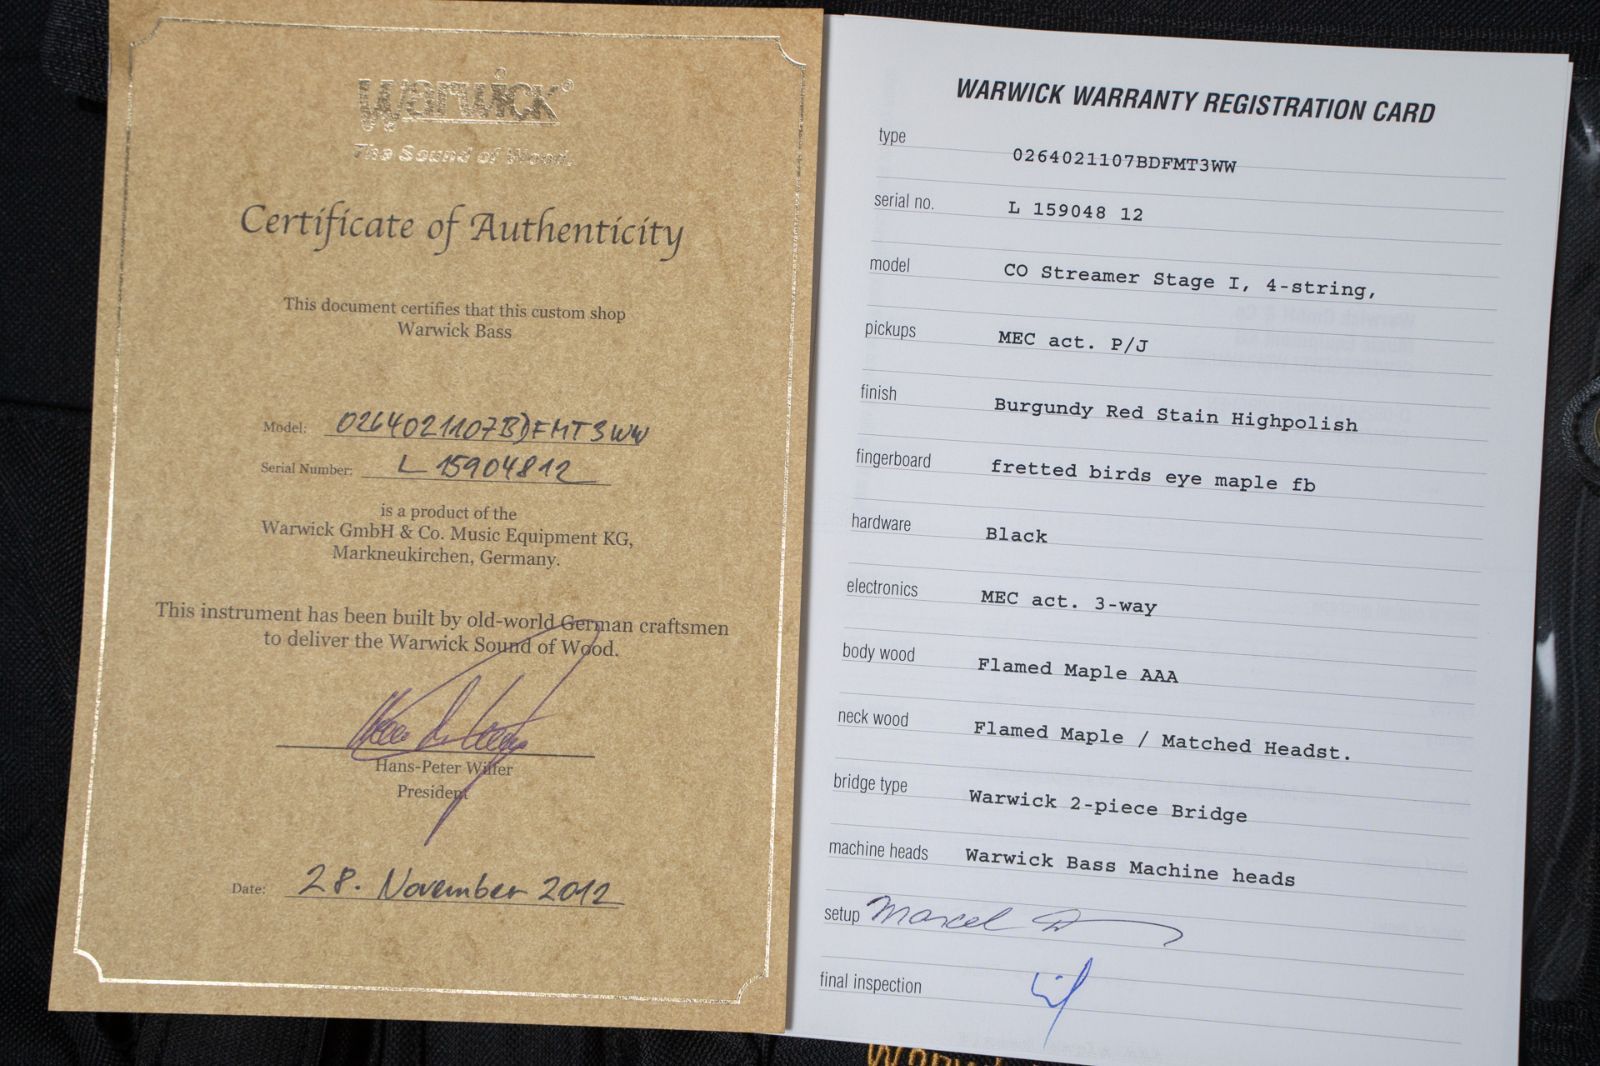 warwick®
The Sound of Wood.
Certificate of Authenticity
This document certifies that this custom shop
Warwick Bass
Model: 0264021107BDFMT3WW
Serial Number: L 15904812
is a product of the
Warwick GmbH & Co. Music Equipment KG,
Markneukirchen, Germany.
This instrument has been built by old-world German craftsmen
to deliver the Warwick Sound of Wood.
Hans-Peter Wilfer
President
Date: 28. November 2012
WARWICK WARRANTY REGISTRATION CARD
type 0264021107BDFMT3WW
serial no. L 159048 12
model CO Streamer Stage I, 4-string,
pickups MEC act. P/J
finish Burgundy Red Stain Highpolish
fingerboard fretted birds eye maple fb
hardware Black
electronics MEC act. 3-way
body wood Flamed Maple AAA
neck wood Flamed Maple / Matched Headst.
bridge type Warwick 2-piece Bridge
machine heads Warwick Bass Machine heads
setup Marcel
final inspection